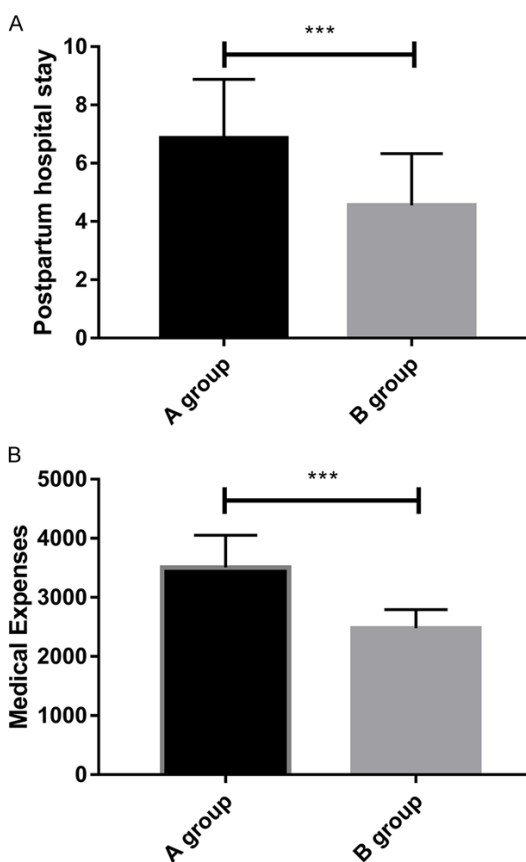 A
***
Postpartum hospital stay
10
8
6
4
2
0
A group
B group
B
***
Medical Expenses
5000
4000
3000
2000
1000
0
A group
B group